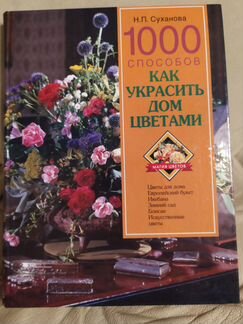 Н.П. Суханова
1000
СПОСОБОВ
КАК
УКРАСИТЬ
ДОМ
ЦВЕТАМИ
МАГИЯ ЦВЕТОВ
Цветы для дома
Европейский букет
Икебана
Зимний сад
Бонсаи
Искусственные
цветы